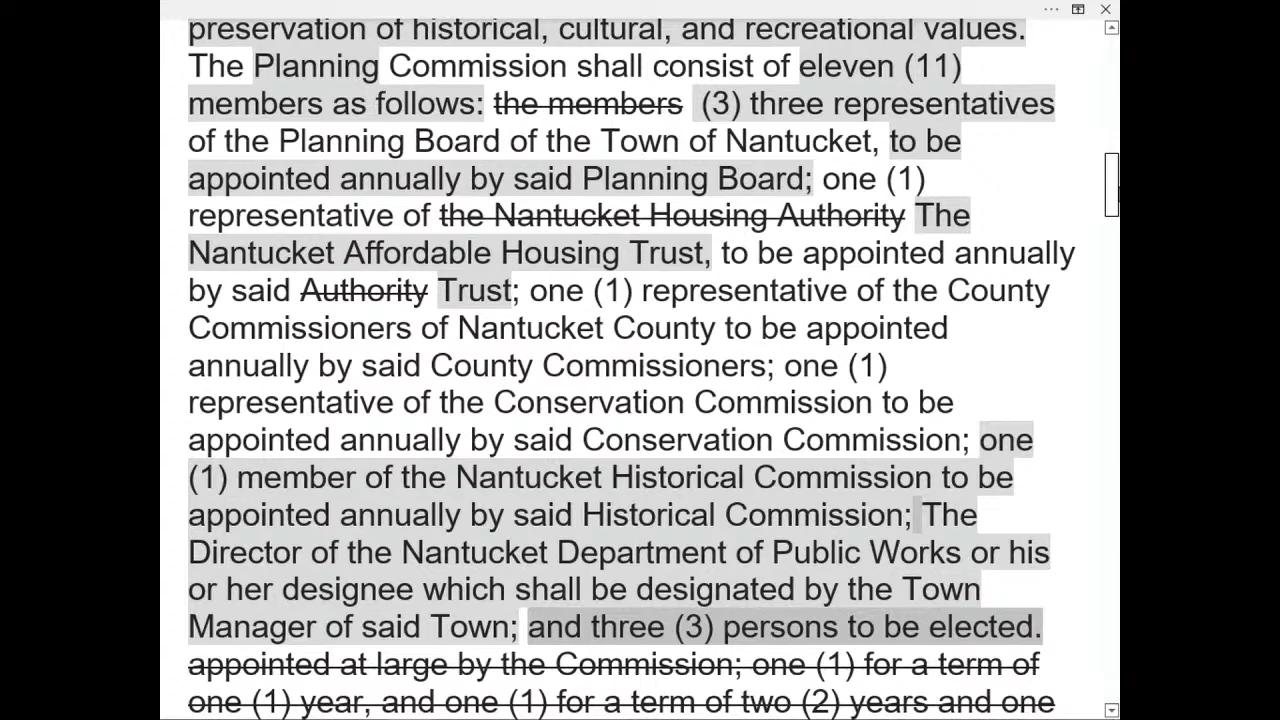 preservation of historical, cultural, and recreational values.
The Planning Commission shall consist of eleven (11)
members as follows: the members (3) three representatives
of the Planning Board of the Town of Nantucket, to be
appointed annually by said Planning Board; one (1)
representative of the Nantucket Housing Authority The
Nantucket Affordable Housing Trust, to be appointed annually
by said Authority Trust; one (1) representative of the County
Commissioners of Nantucket County to be appointed
annually by said County Commissioners; one (1)
representative of the Conservation Commission to be
appointed annually by said Conservation Commission; one
(1) member of the Nantucket Historical Commission to be
appointed annually by said Historical Commission; The
Director of the Nantucket Department of Public Works or his
or her designee which shall be designated by the Town
Manager of said Town; and three (3) persons to be elected.
appointed at large by the Commission; one (1) for a term of
one (1) year, and one (1) for a term of two (2) years and one